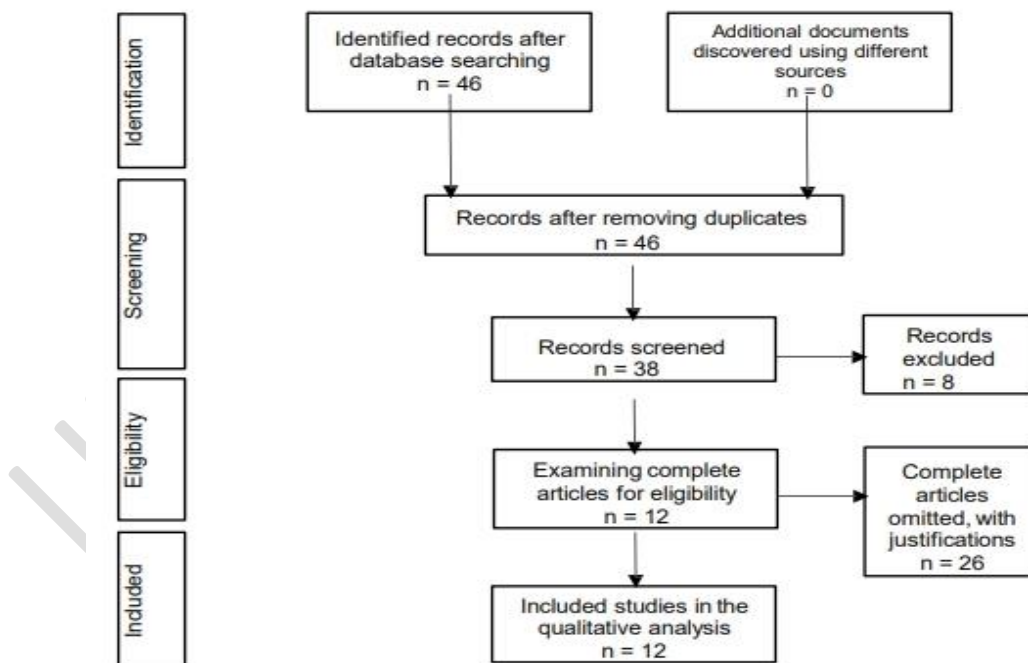 Identification
Identified records after
database searching
n = 46
Additional documents
discovered using different
sources
n = 0
Screening
Records after removing duplicates
n = 46
Records screened
n = 38
Records
excluded
n = 8
Eligibility
Examining complete
articles for eligibility
n = 12
Complete
articles
omitted, with
justifications
n = 26
Included
Included studies in the
qualitative analysis
n = 12